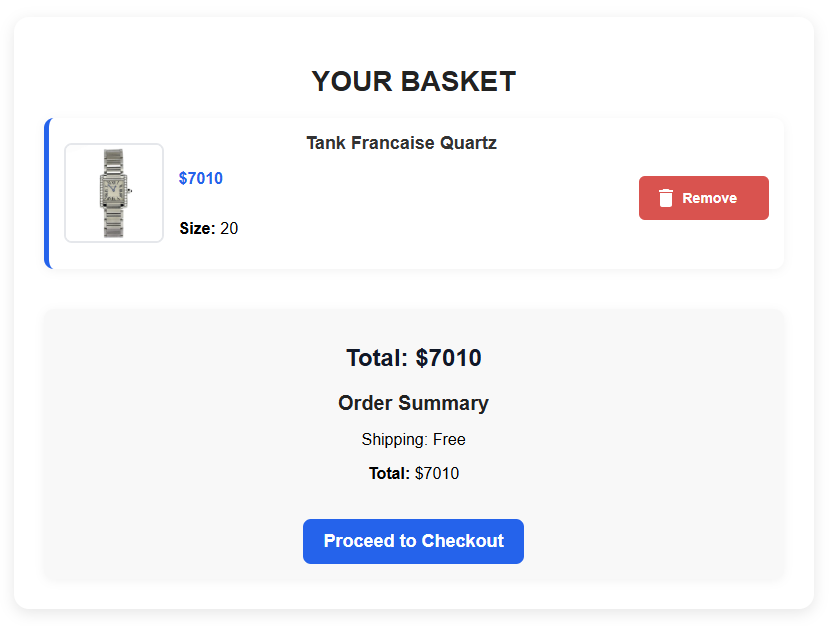 YOUR BASKET
Tank Francaise Quartz
$7010
Size: 20
Remove
Total: $7010
Order Summary
Shipping: Free
Total: $7010
Proceed to Checkout